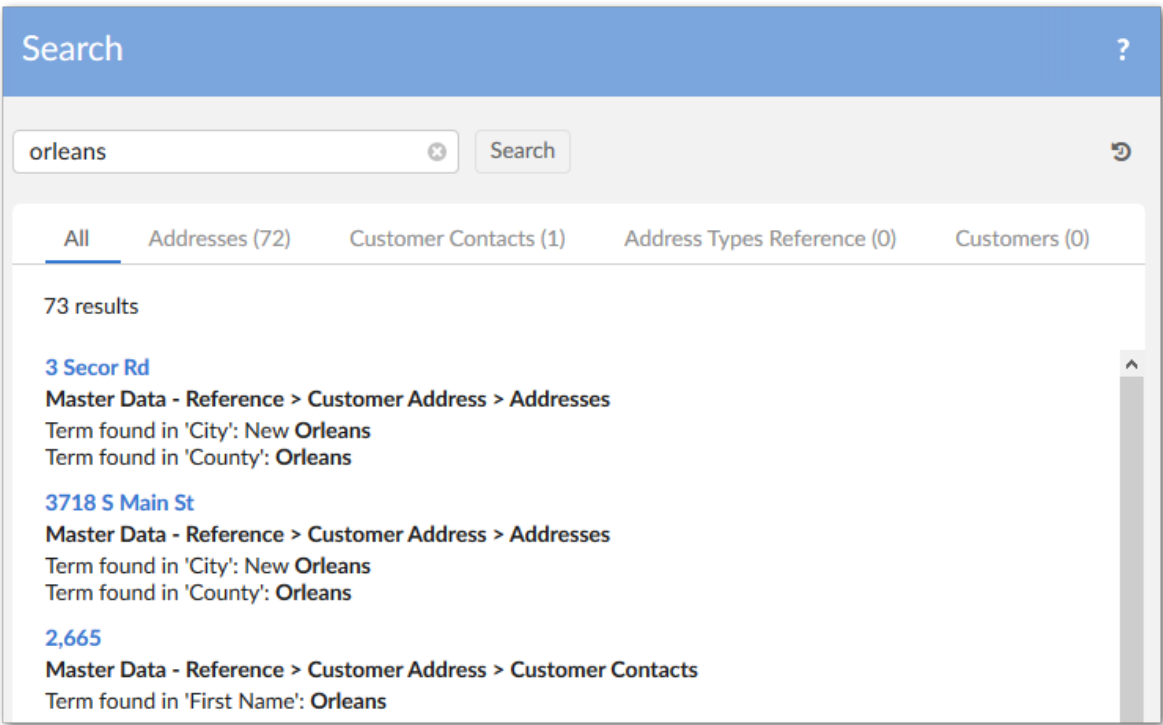 Search ?
orleans Search
All Addresses (72) Customer Contacts (1) Address Types Reference (0) Customers (0)
73 results
3 Secor Rd
Master Data - Reference > Customer Address > Addresses
Term found in 'City': New Orleans
Term found in 'County': Orleans
3718 S Main St
Master Data - Reference > Customer Address > Addresses
Term found in 'City': New Orleans
Term found in 'County': Orleans
2,665
Master Data - Reference > Customer Address > Customer Contacts
Term found in 'First Name': Orleans